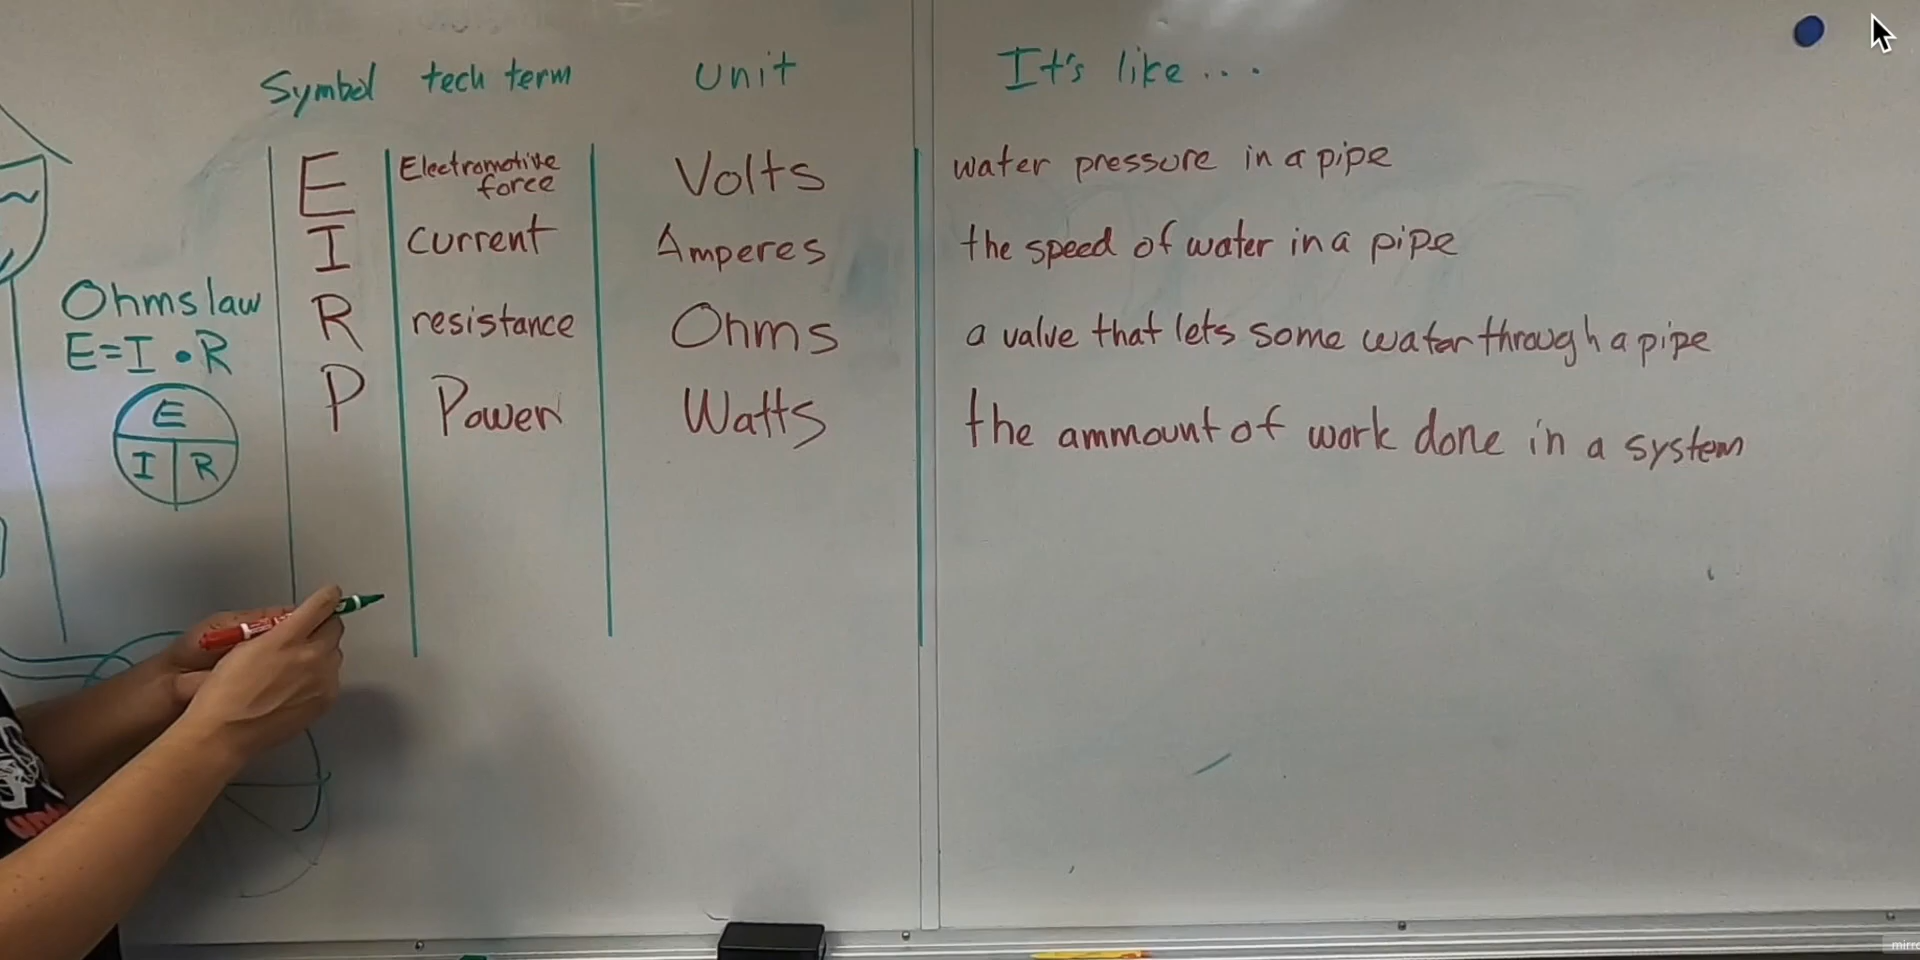 Symbol tech term unit It's like ...
E Electromotive force Volts water pressure in a pipe
I current Amperes the speed of water in a pipe
R resistance Ohms a valve that lets some water through a pipe
P Power Watts the ammount of work done in a system
Ohms law
E=I•R
E
I R